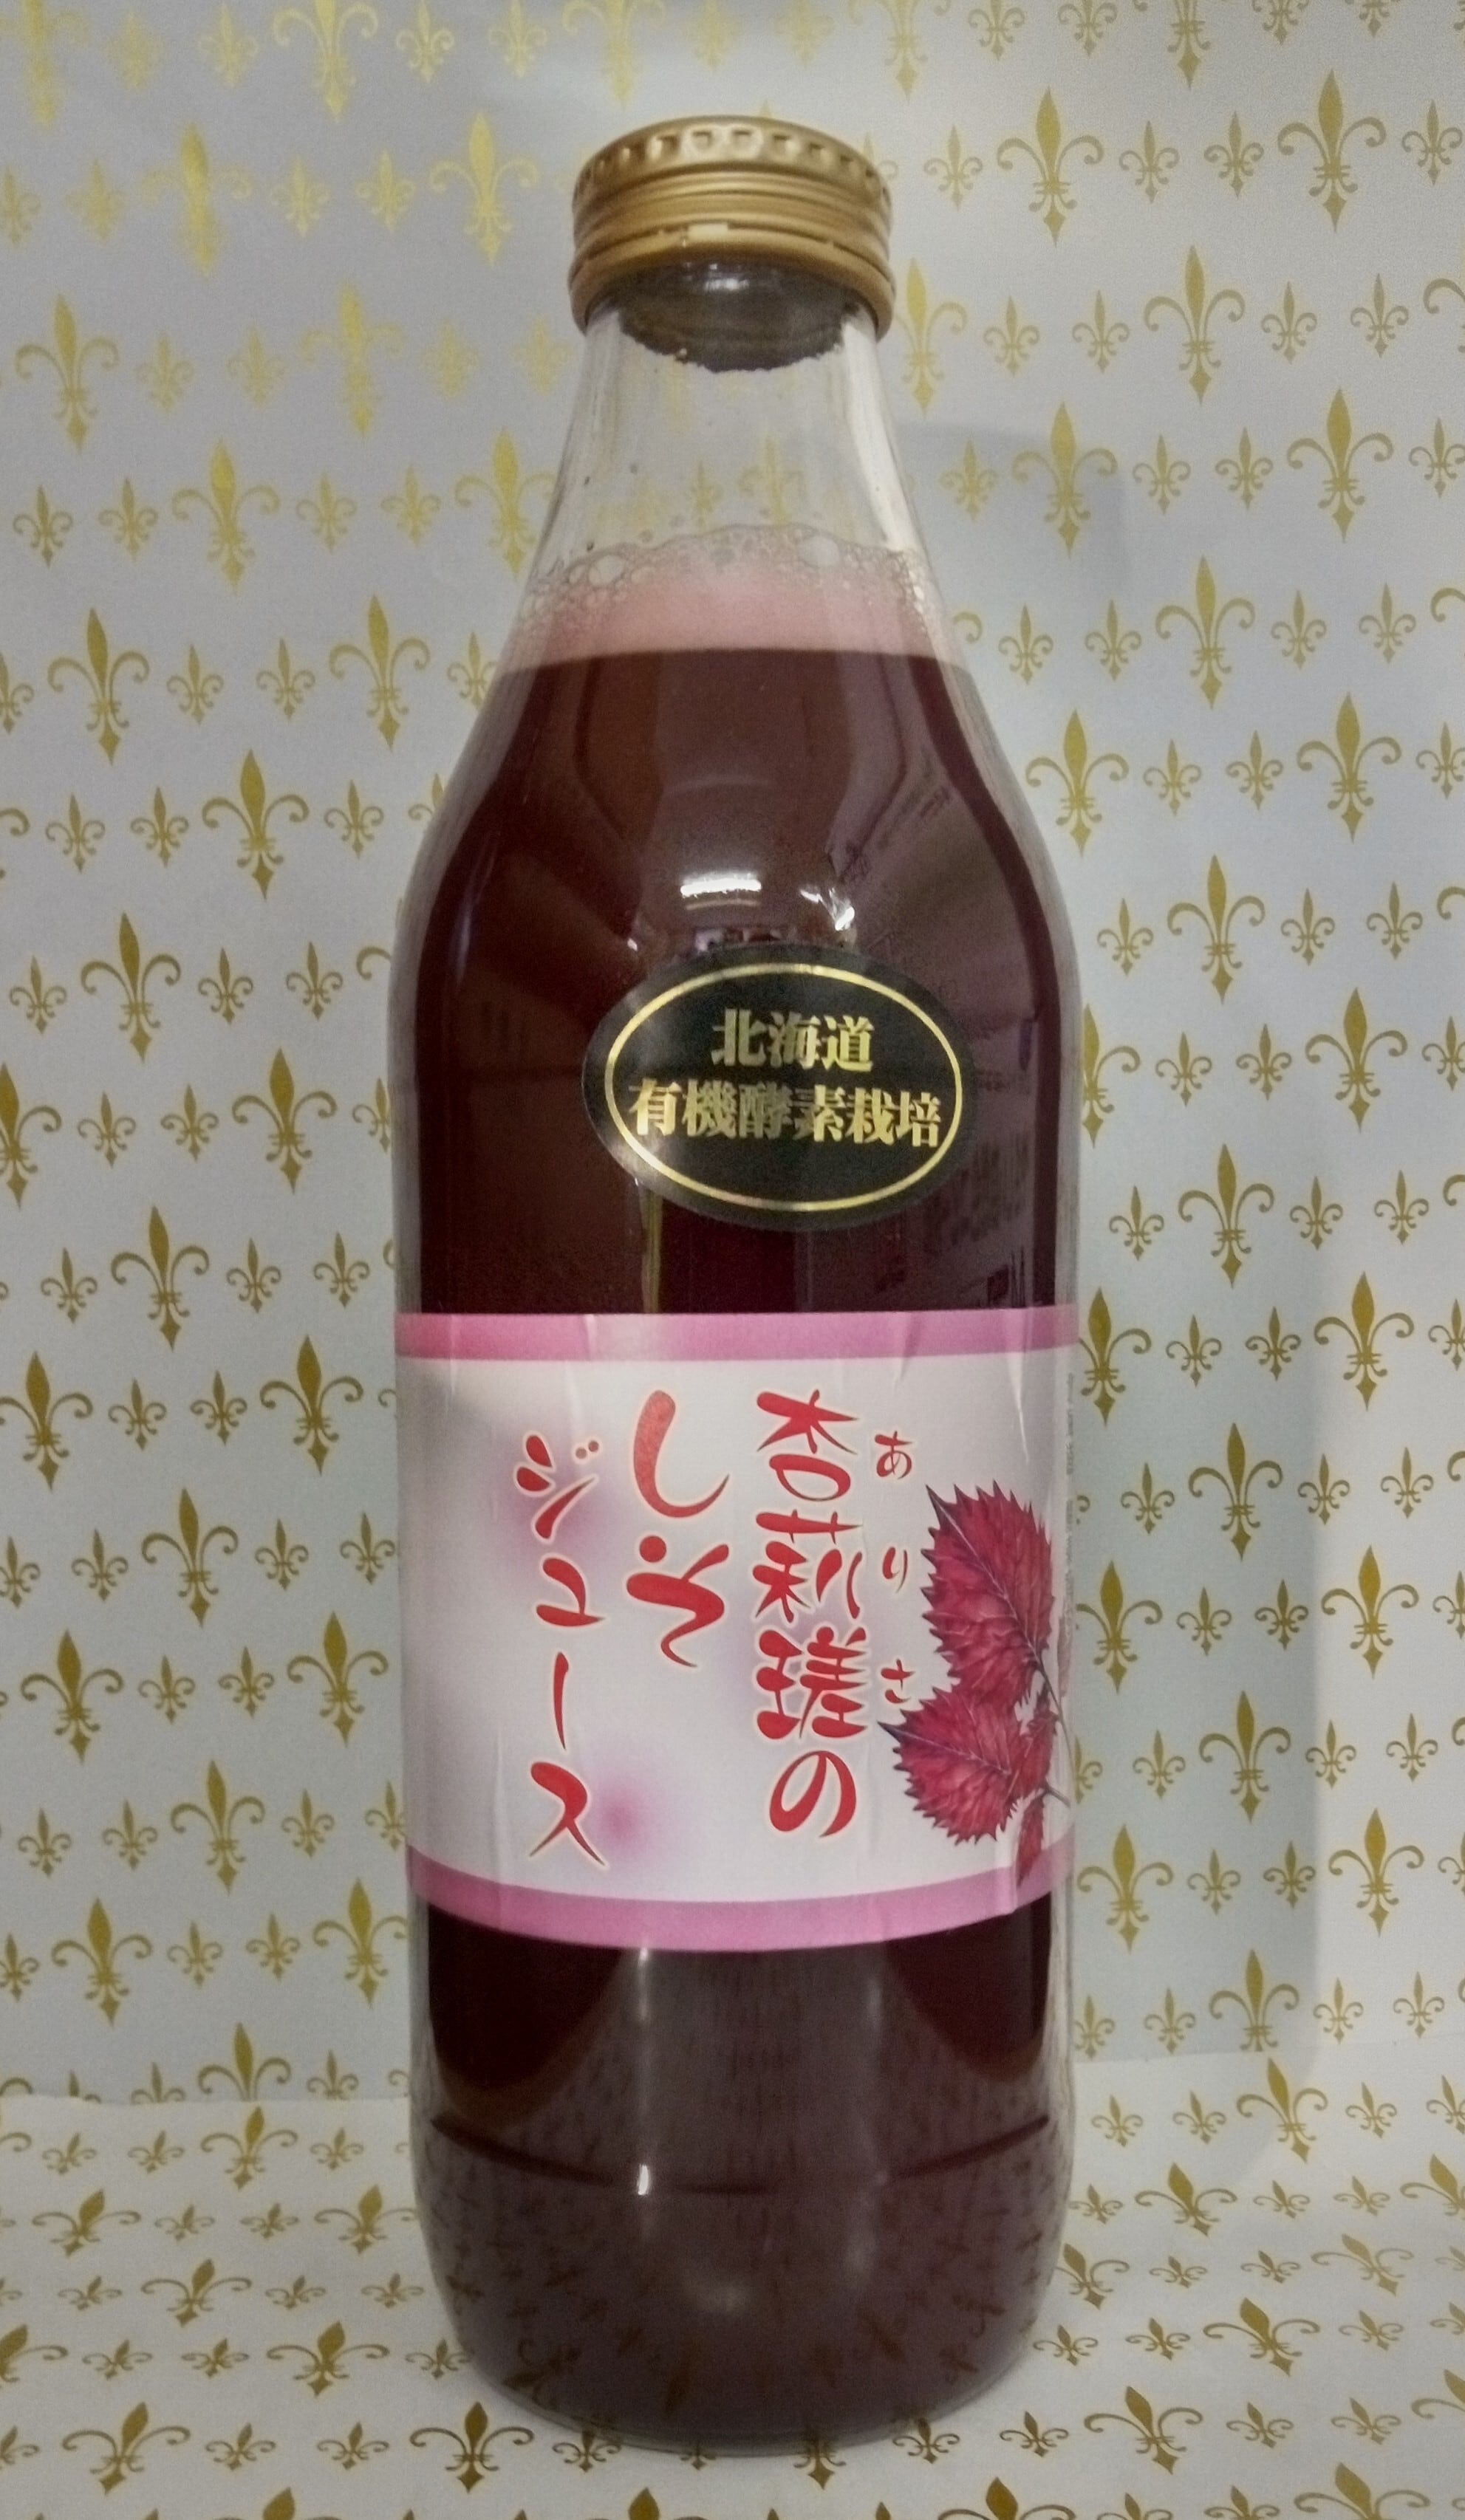 北海道
有機酵素栽培
杏莉瑳の
ありさ
しそ
ジュース